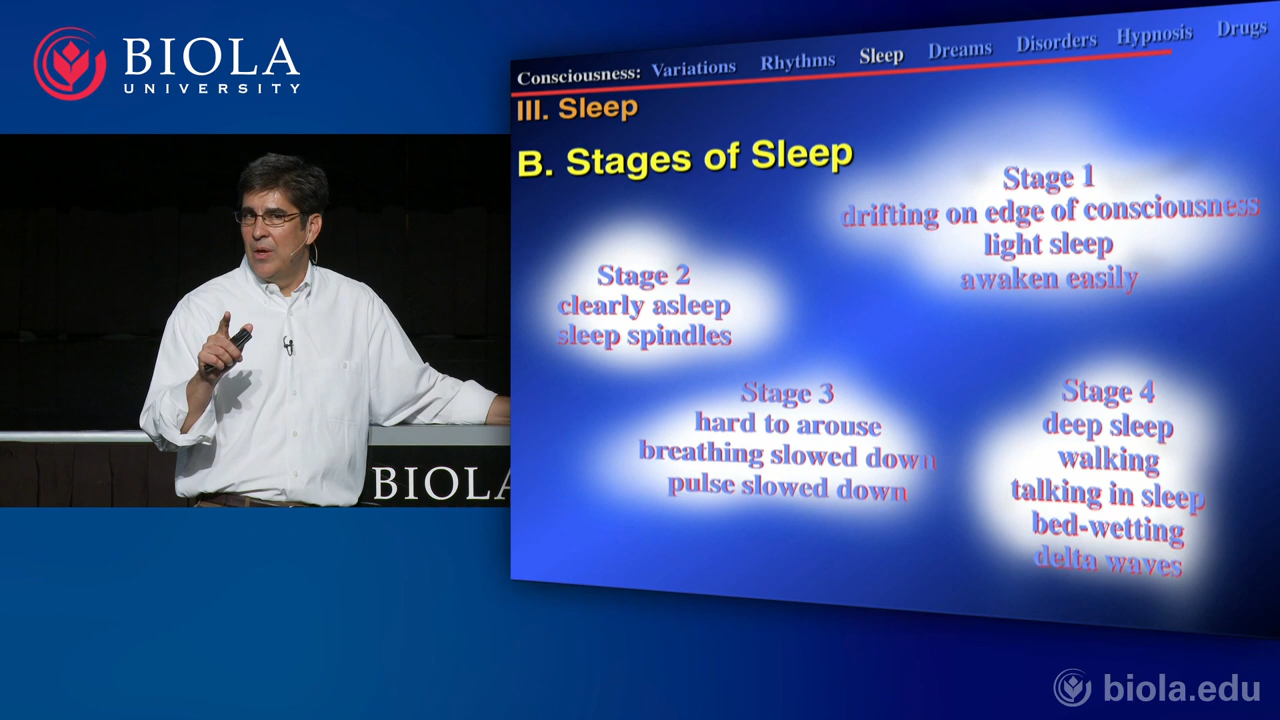 BIOLA
UNIVERSITY
Consciousness: Variations Rhythms Sleep Dreams Disorders Hypnosis Drugs
III. Sleep
B. Stages of Sleep
Stage 1
drifting on edge of consciousness
light sleep
awaken easily
Stage 2
clearly asleep
sleep spindles
Stage 3
hard to arouse
breathing slowed down
pulse slowed down
Stage 4
deep sleep
walking
talking in sleep
bed-wetting
delta waves
BIOLA
biola.edu